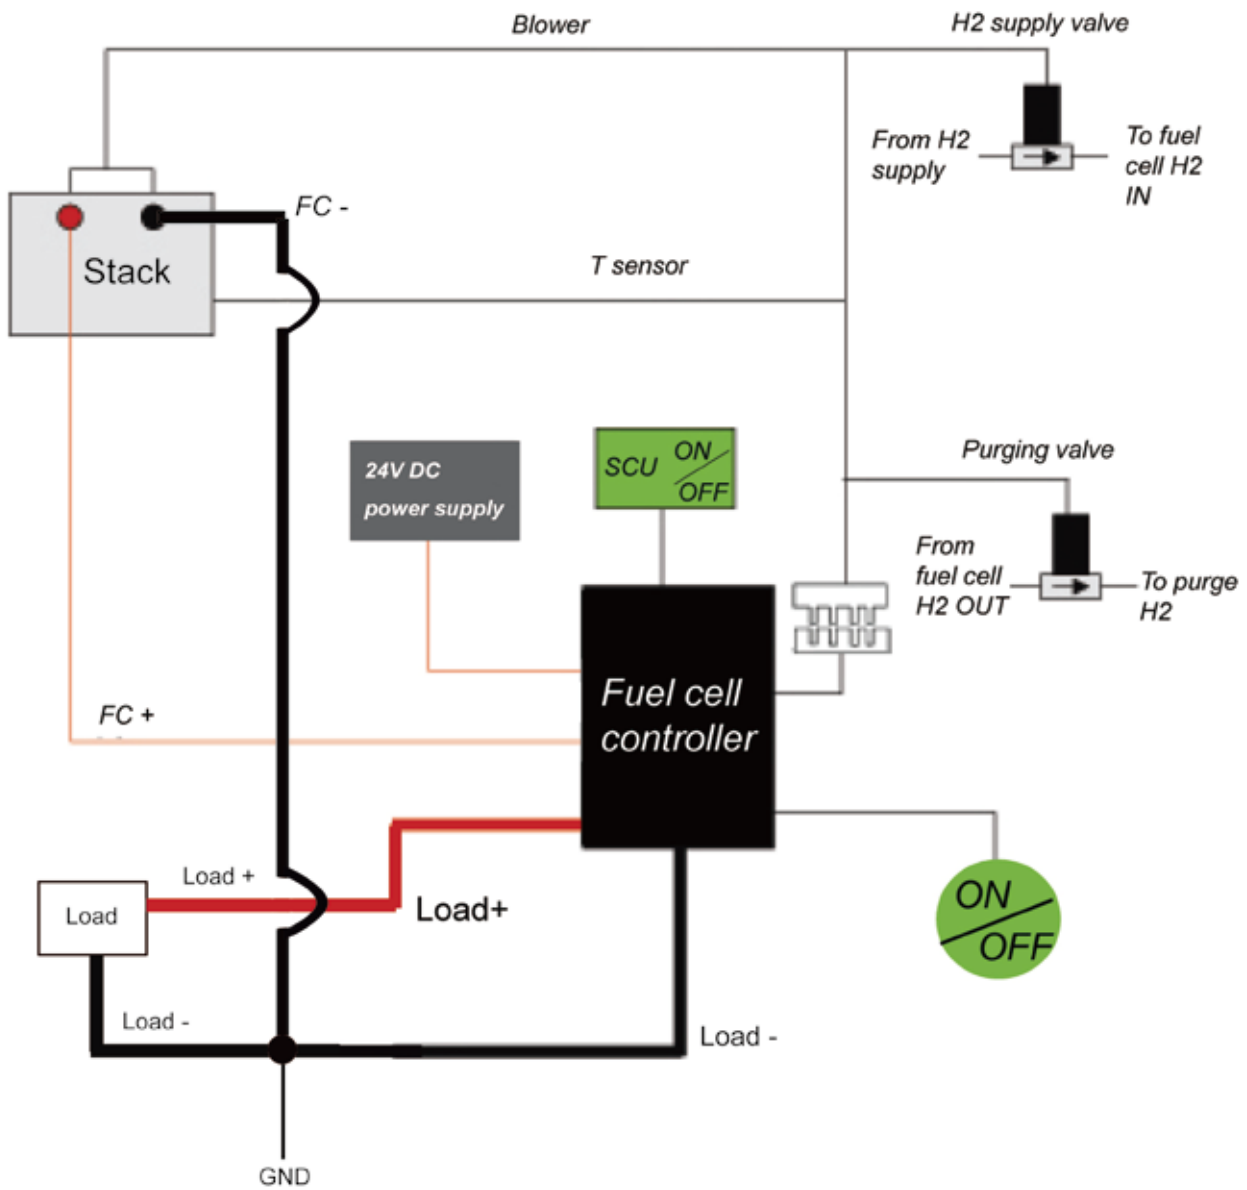 Blower
H2 supply valve
From H2
supply
To fuel
cell H2
IN
FC -
Stack
T sensor
24V DC
power supply
SCU ON
OFF
Purging valve
From
fuel cell
H2 OUT
To purge
H2
Fuel cell
controller
FC +
Load +
Load+
Load
ON
OFF
Load -
Load -
GND